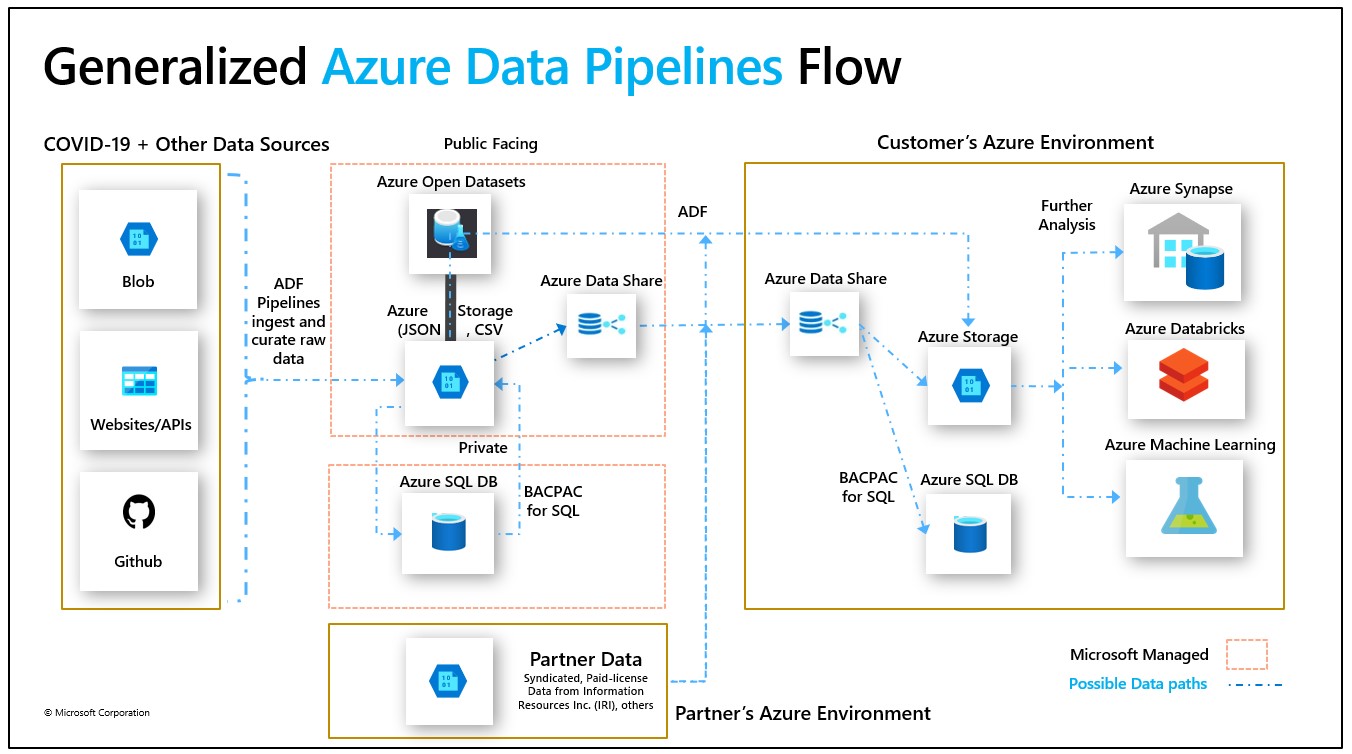 Generalized Azure Data Pipelines Flow
COVID-19 + Other Data Sources
Blob
Websites/APIs
Github
ADF
Pipelines
ingest and
curate raw
data
Public Facing
Azure Open Datasets
Azure Storage
(JSON , CSV
Azure Data Share
Private
Azure SQL DB
BACPAC
for SQL
Partner Data
Syndicated, Paid-license
Data from Information
Resources Inc. (IRI), others
Partner's Azure Environment
ADF
Customer's Azure Environment
Azure Data Share
Azure Storage
BACPAC
for SQL
Azure SQL DB
Further
Analysis
Azure Synapse
Azure Databricks
Azure Machine Learning
Microsoft Managed
Possible Data paths
© Microsoft Corporation